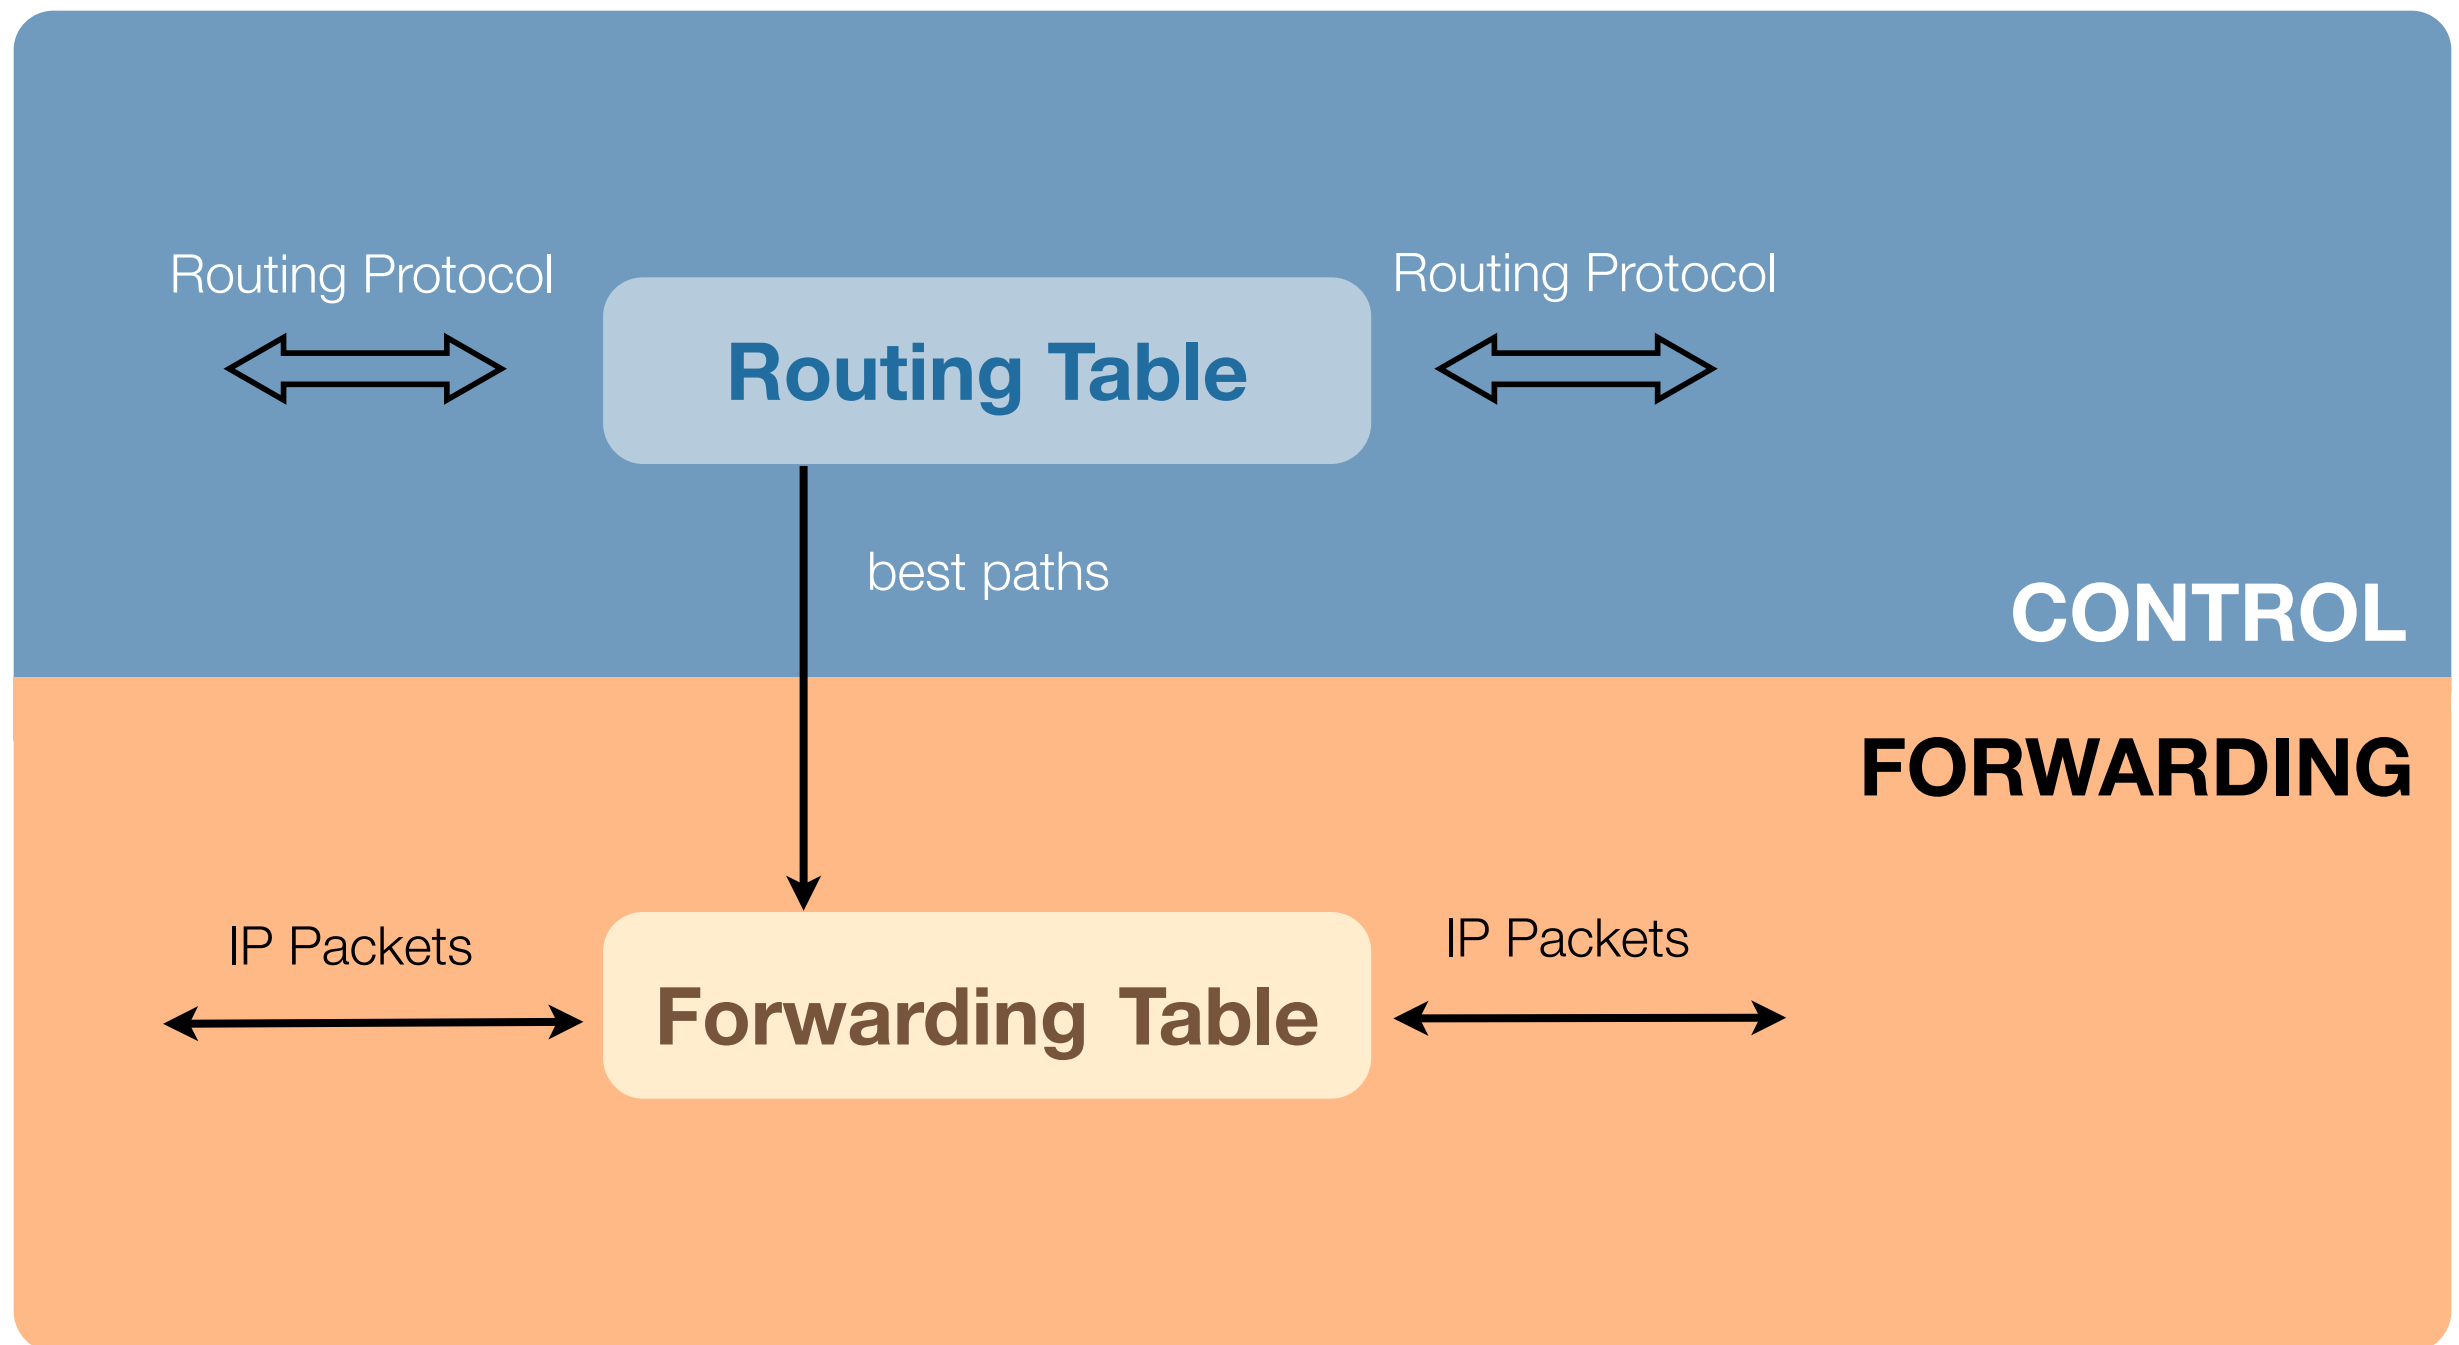 Routing Protocol
Routing Table
Routing Protocol
best paths
CONTROL
FORWARDING
IP Packets
Forwarding Table
IP Packets